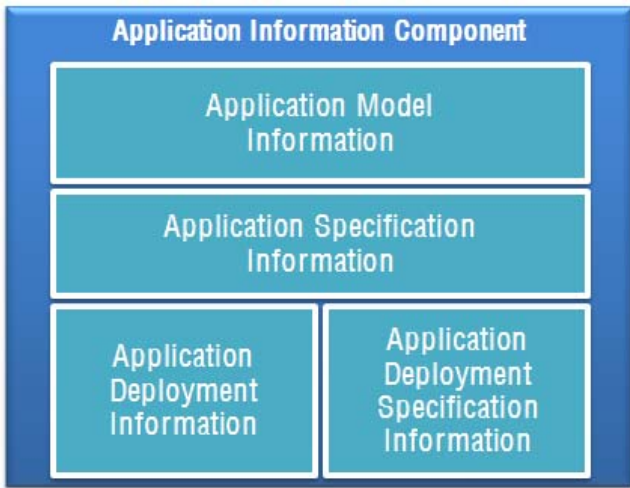 Application Information Component
Application Model
Information
Application Specification
Information
Application
Deployment
Information
Application
Deployment
Specification
Information